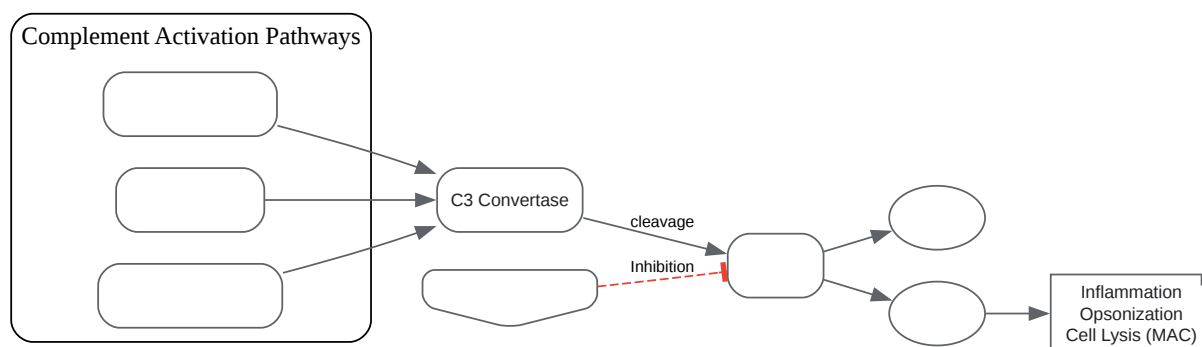 Complement Activation Pathways
C3 Convertase
cleavage
Inhibition
Inflammation
Opsonization
Cell Lysis (MAC)